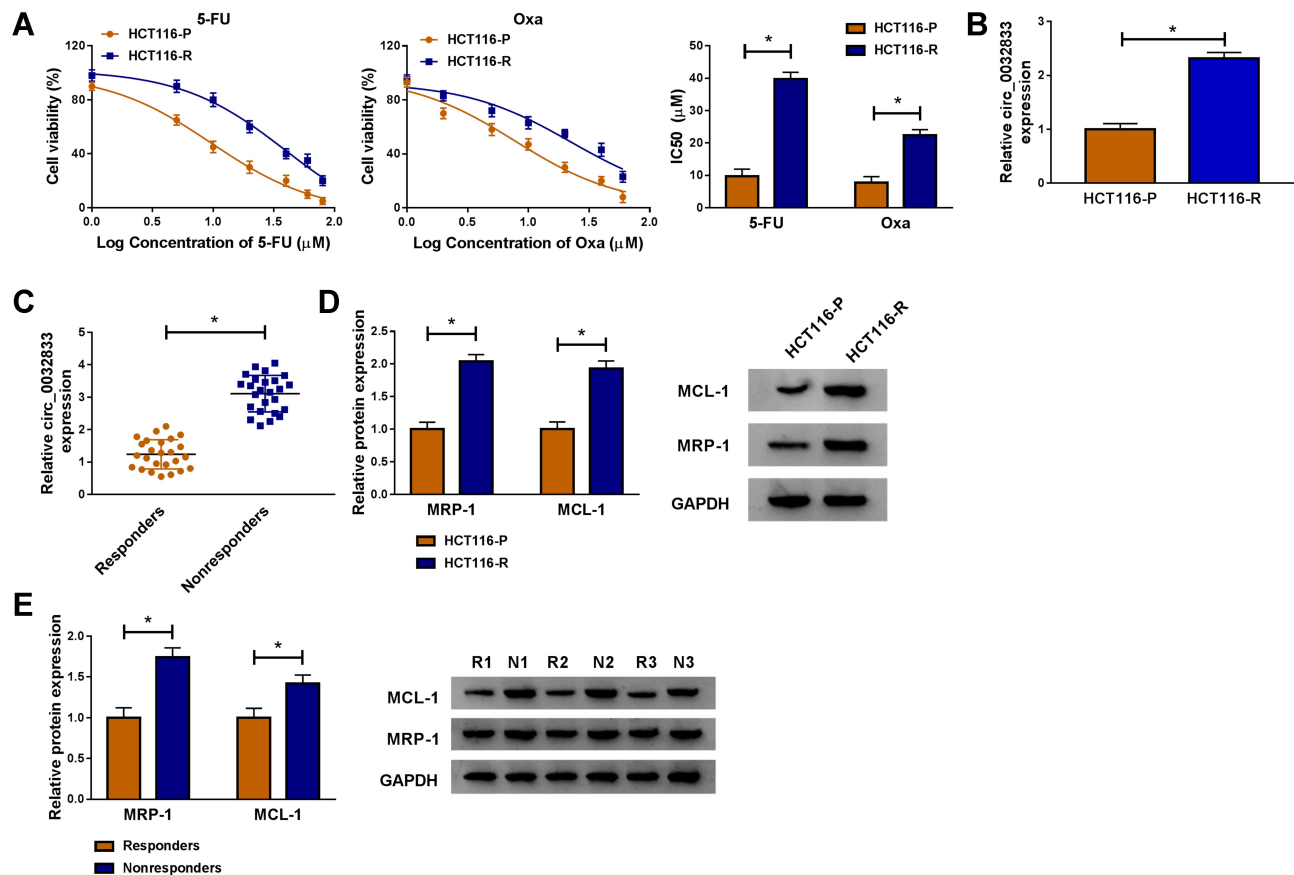 A
5-FU
HCT116-P
HCT116-R
Cell viability (%)
120
80
40
0
0.0 0.5 1.0 1.5 2.0
Log Concentration of 5-FU (μM)
Oxa
HCT116-P
HCT116-R
Cell viability (%)
120
80
40
0
0.0 0.5 1.0 1.5 2.0
Log Concentration of Oxa (μM)
HCT116-P
HCT116-R
IC50 (μM)
50
40
30
20
10
0
* *
5-FU Oxa
B
Relative circ_0032833
expression
3
2
1
0
*
HCT116-P HCT116-R
C
Relative circ_0032833
expression
5
4
3
2
1
0
*
Responders
Nonresponders
D
Relative protein expression
2.5
2.0
1.5
1.0
0.5
0.0
* *
MRP-1 MCL-1
HCT116-P
HCT116-R
HCT116-P HCT116-R
MCL-1
MRP-1
GAPDH
E
Relative protein expression
2.0
1.5
1.0
0.5
0.0
* *
MRP-1 MCL-1
Responders
Nonresponders
R1 N1 R2 N2 R3 N3
MCL-1
MRP-1
GAPDH